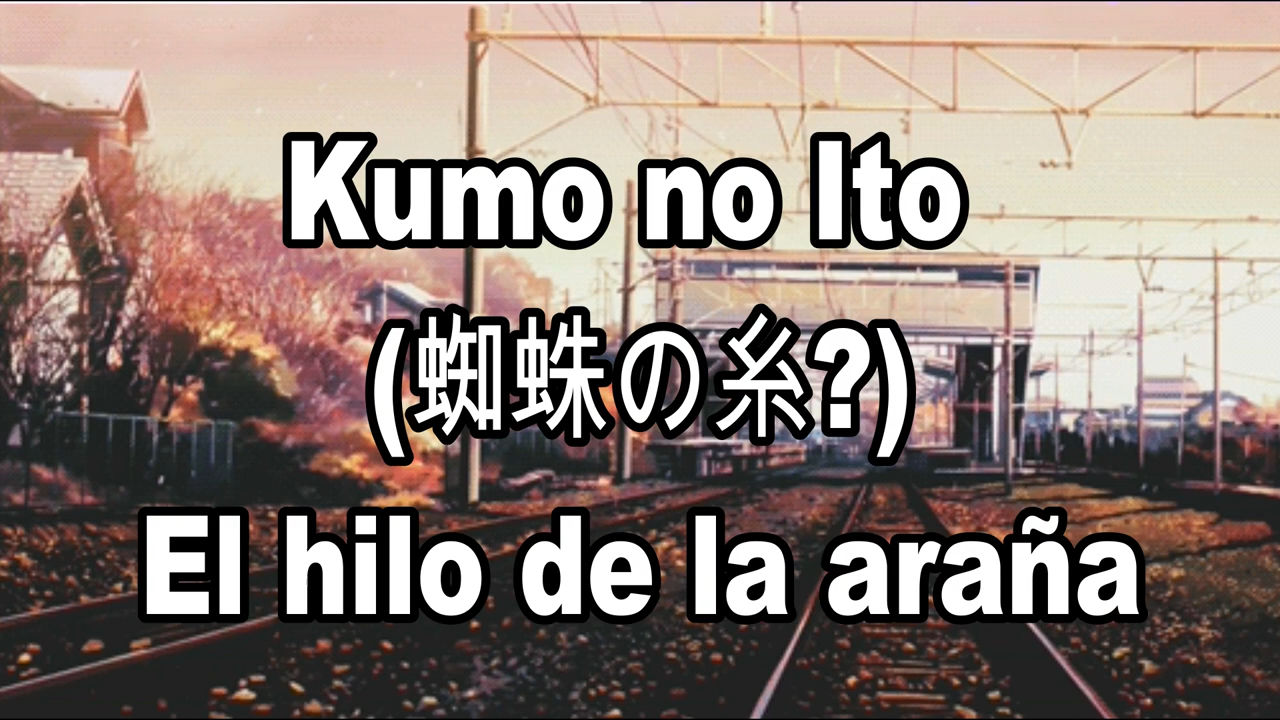 Kumo no Ito
(蜘蛛の糸?)
El hilo de la araña